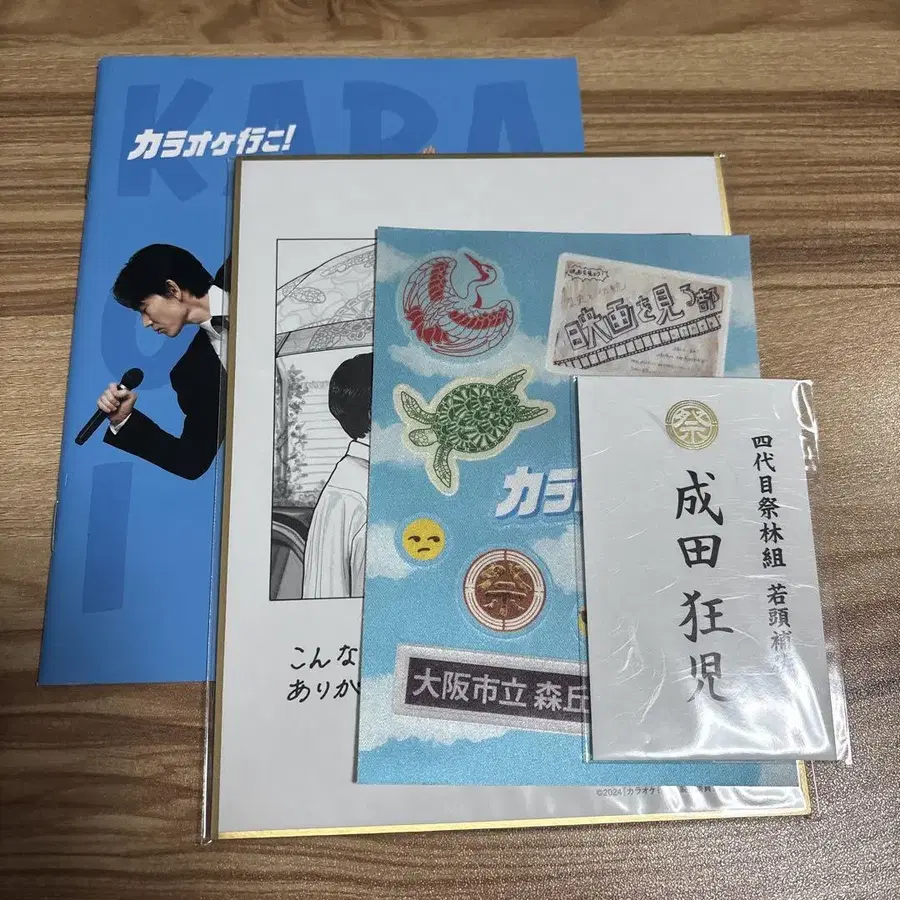 KARA
O
I
カラオケ行こ!
こんな
ありが
映画を見る部
カラ
大阪市立 森丘
祭
四代目祭林組 若頭補
成田狂児
©2024「カラオケ